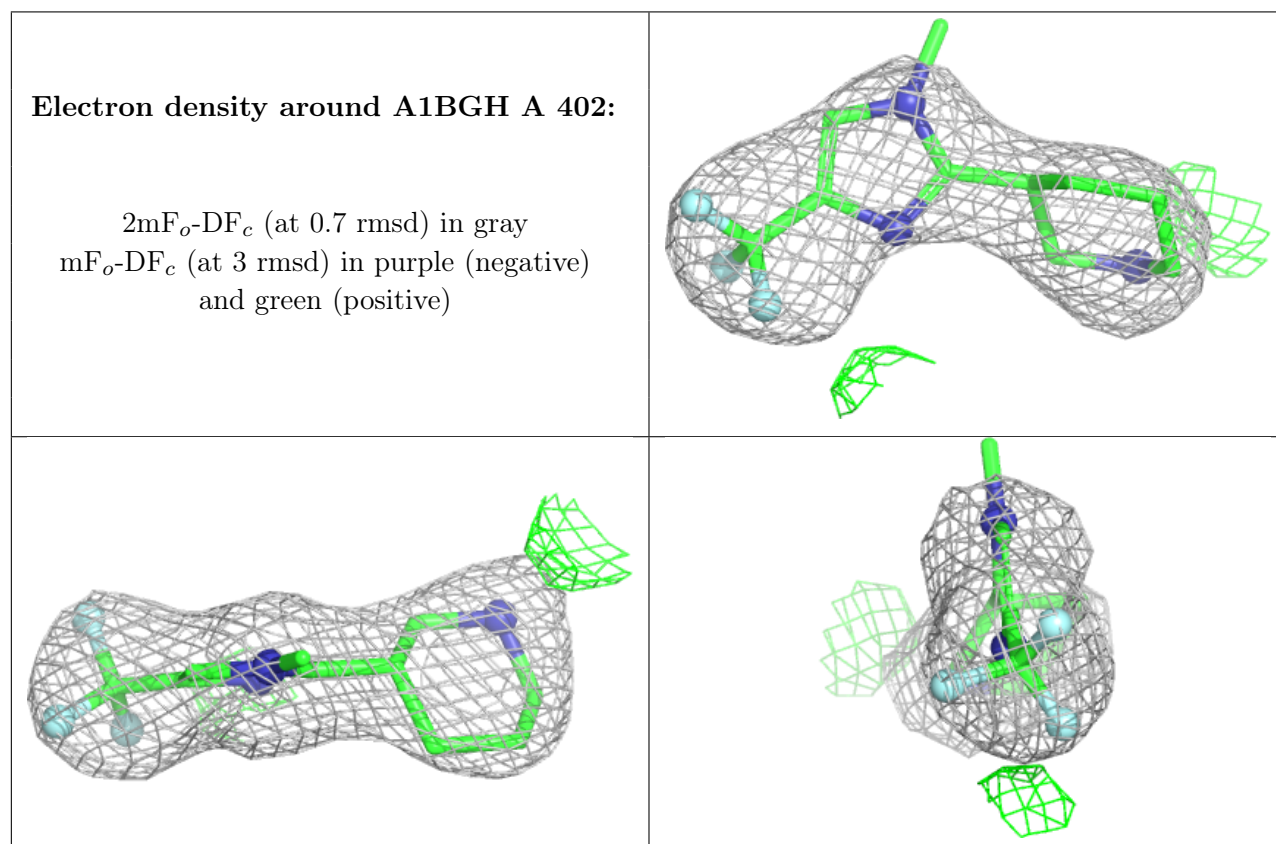 Electron density around A1BGH A 402:
2mFo-DFc (at 0.7 rmsd) in gray
mFo-DFc (at 3 rmsd) in purple (negative)
and green (positive)